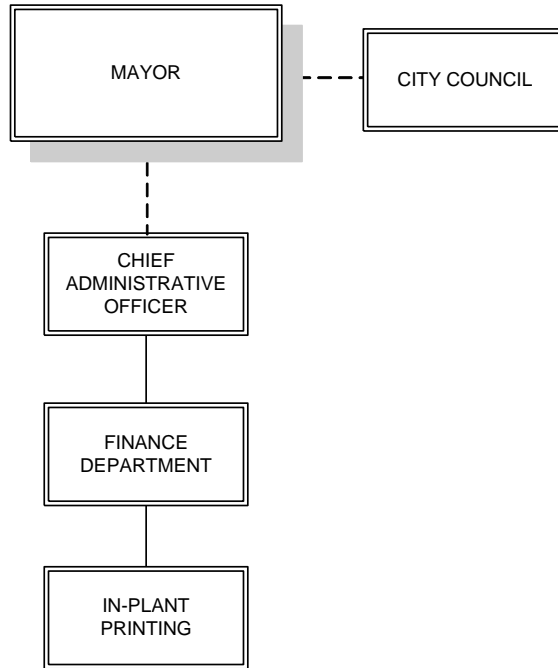 MAYOR
CITY COUNCIL
CHIEF
ADMINISTRATIVE
OFFICER
FINANCE
DEPARTMENT
IN-PLANT
PRINTING